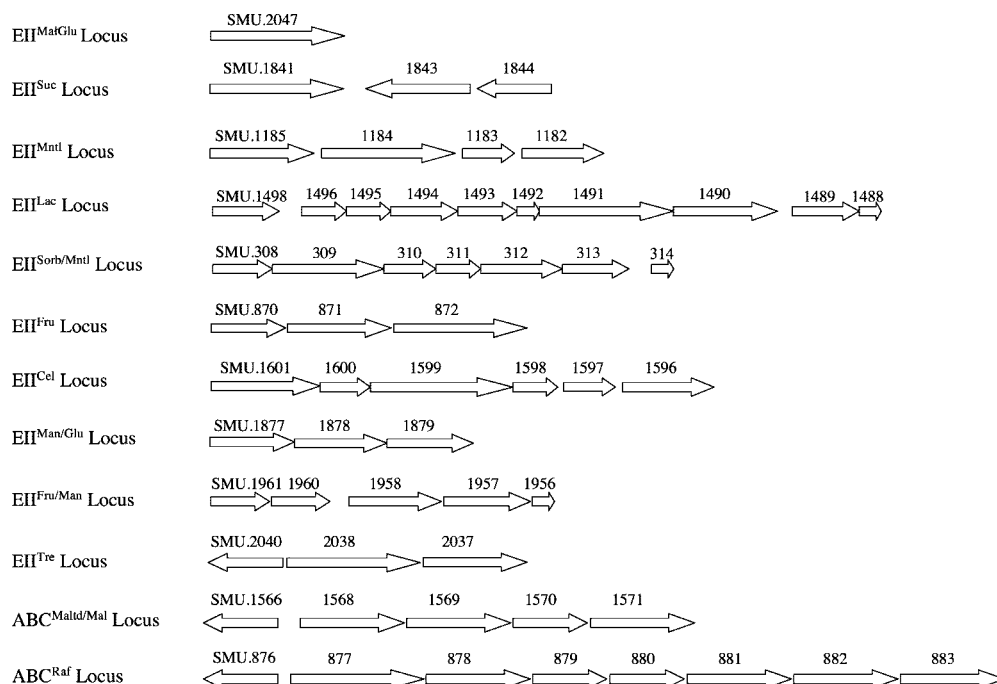 SMU.2047
EII^Mal/Glu Locus
SMU.1841 1843 1844
EII^Suc Locus
SMU.1185 1184 1183 1182
EII^Mntl Locus
SMU.1498 1496 1495 1494 1493 1492 1491 1490 1489 1488
EII^Lac Locus
SMU.308 309 310 311 312 313 314
EII^Sorb/Mntl Locus
SMU.870 871 872
EII^Fru Locus
SMU.1601 1600 1599 1598 1597 1596
EII^Cel Locus
SMU.1877 1878 1879
EII^Man/Glu Locus
SMU.1961 1960 1958 1957 1956
EII^Fru/Man Locus
SMU.2040 2038 2037
EII^Tre Locus
SMU.1566 1568 1569 1570 1571
ABC^Maltd/Mal Locus
SMU.876 877 878 879 880 881 882 883
ABC^Raf Locus